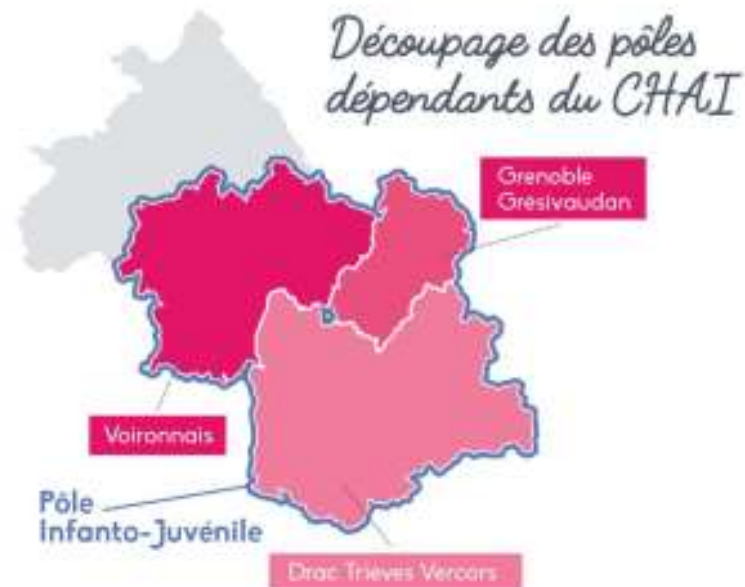 Découpage des pôles
dépendants du CHAI
Grenoble
Grésivaudan
Voironnais
Pôle
Infanto-Juvénile
Drac Trièves Vercors